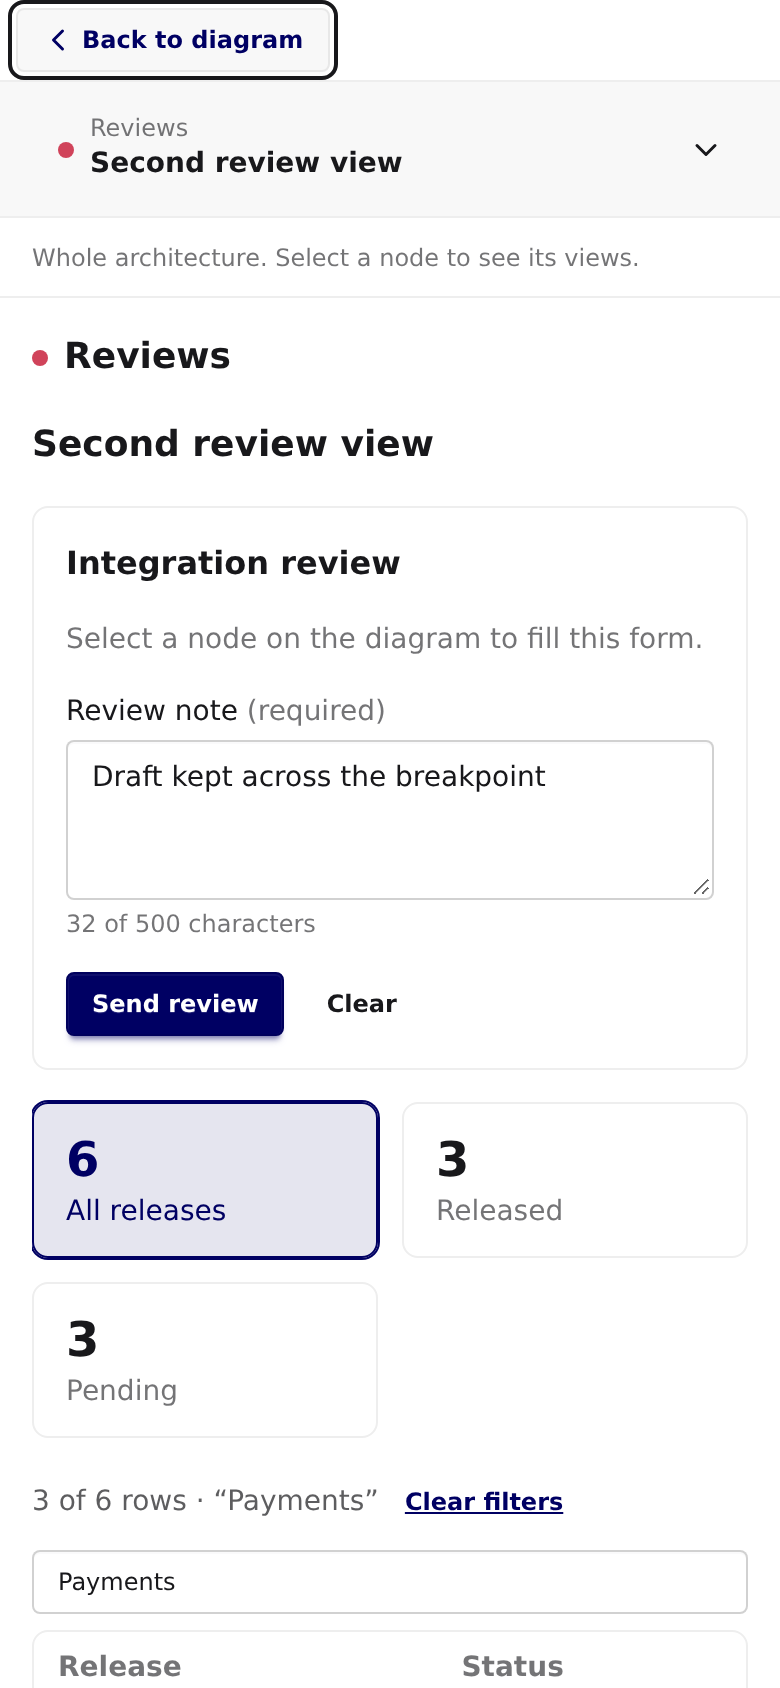 Back to diagram
Reviews
Second review view
Whole architecture. Select a node to see its views.
Reviews
Second review view
Integration review
Select a node on the diagram to fill this form.
Review note (required)
Draft kept across the breakpoint
32 of 500 characters
Send review
Clear
6
All releases
3
Released
3
Pending
3 of 6 rows · “Payments” Clear filters
Payments
Release Status